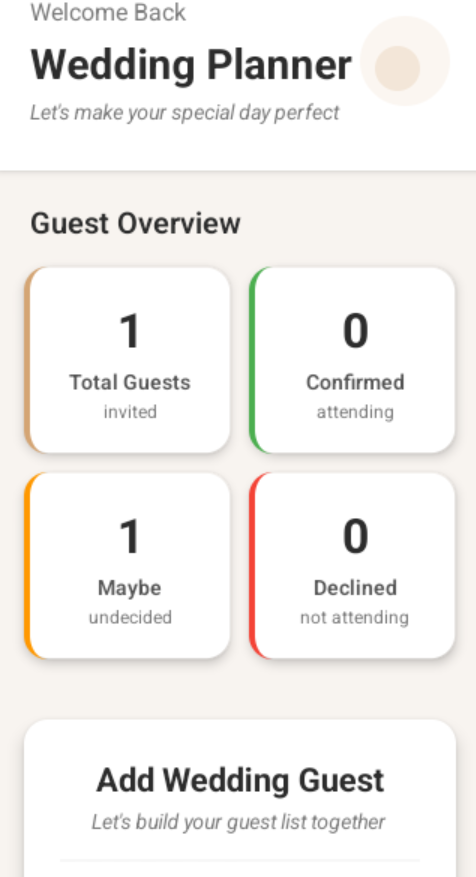 Welcome Back
Wedding Planner
Let's make your special day perfect
Guest Overview
1
Total Guests
invited
0
Confirmed
attending
1
Maybe
undecided
0
Declined
not attending
Add Wedding Guest
Let's build your guest list together